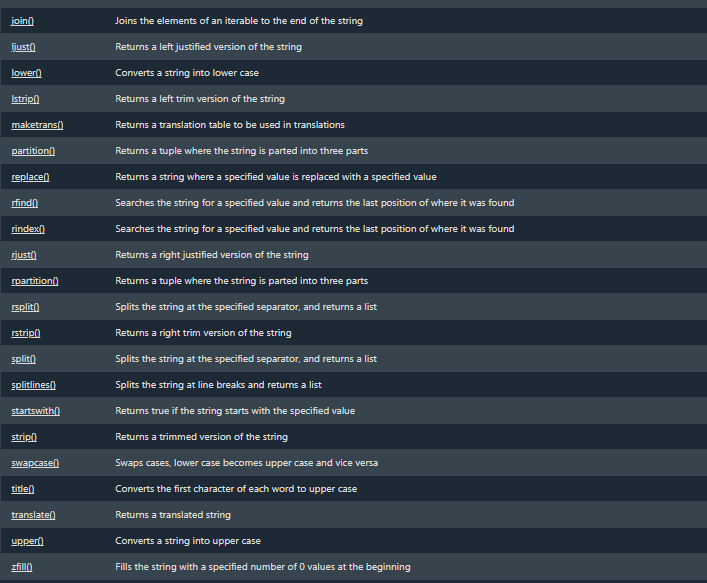 join() Joins the elements of an iterable to the end of the string
ljust() Returns a left justified version of the string
lower() Converts a string into lower case
lstrip() Returns a left trim version of the string
maketrans() Returns a translation table to be used in translations
partition() Returns a tuple where the string is parted into three parts
replace() Returns a string where a specified value is replaced with a specified value
rfind() Searches the string for a specified value and returns the last position of where it was found
rindex() Searches the string for a specified value and returns the last position of where it was found
rjust() Returns a right justified version of the string
rpartition() Returns a tuple where the string is parted into three parts
rsplit() Splits the string at the specified separator, and returns a list
rstrip() Returns a right trim version of the string
split() Splits the string at the specified separator, and returns a list
splitlines() Splits the string at line breaks and returns a list
startswith() Returns true if the string starts with the specified value
strip() Returns a trimmed version of the string
swapcase() Swaps cases, lower case becomes upper case and vice versa
title() Converts the first character of each word to upper case
translate() Returns a translated string
upper() Converts a string into upper case
zfill() Fills the string with a specified number of 0 values at the beginning